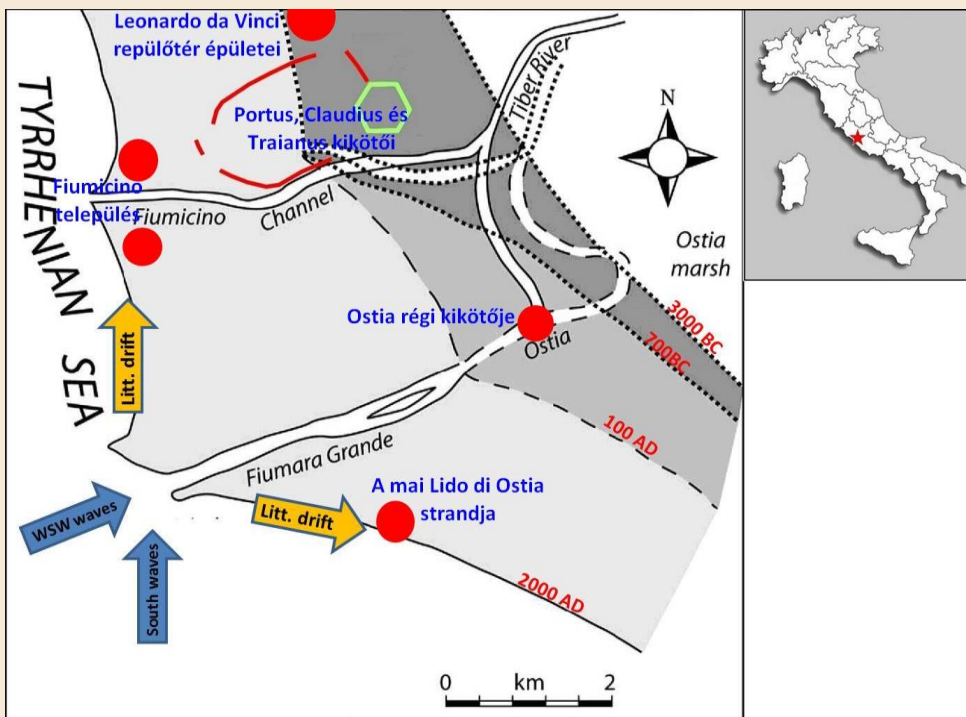 Leonardo da Vinci
repülőtér épületei
TYRRHENIAN SEA
Tiber River
Portus, Claudius és
Traianus kikötői
N
Fiumicino
település
Fiumicino
Channel
Ostia
marsh
Litt. drift
Ostia régi kikötője
Ostia
3000 BC
700BC
100 AD
Fiumara Grande
A mai Lido di Ostia
strandja
Litt. drift
WSW waves
South waves
2000 AD
0 km 2